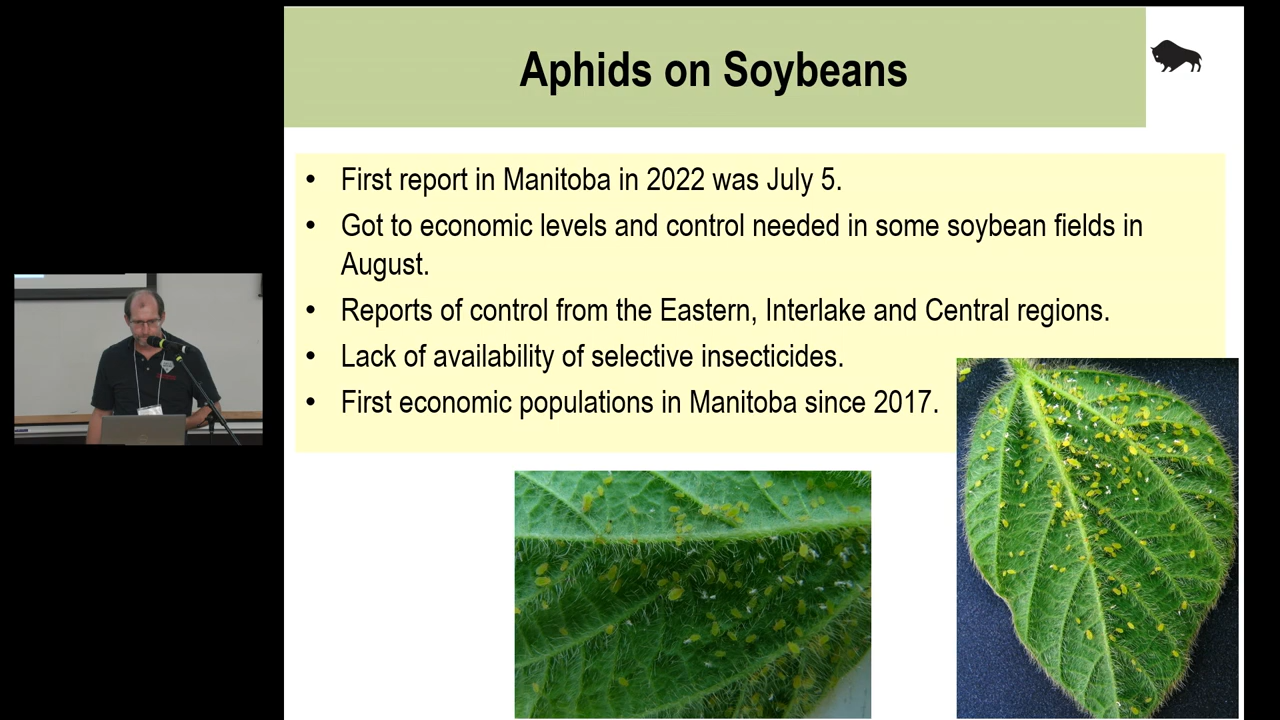 Aphids on Soybeans
• First report in Manitoba in 2022 was July 5.
• Got to economic levels and control needed in some soybean fields in
August.
• Reports of control from the Eastern, Interlake and Central regions.
• Lack of availability of selective insecticides.
• First economic populations in Manitoba since 2017.